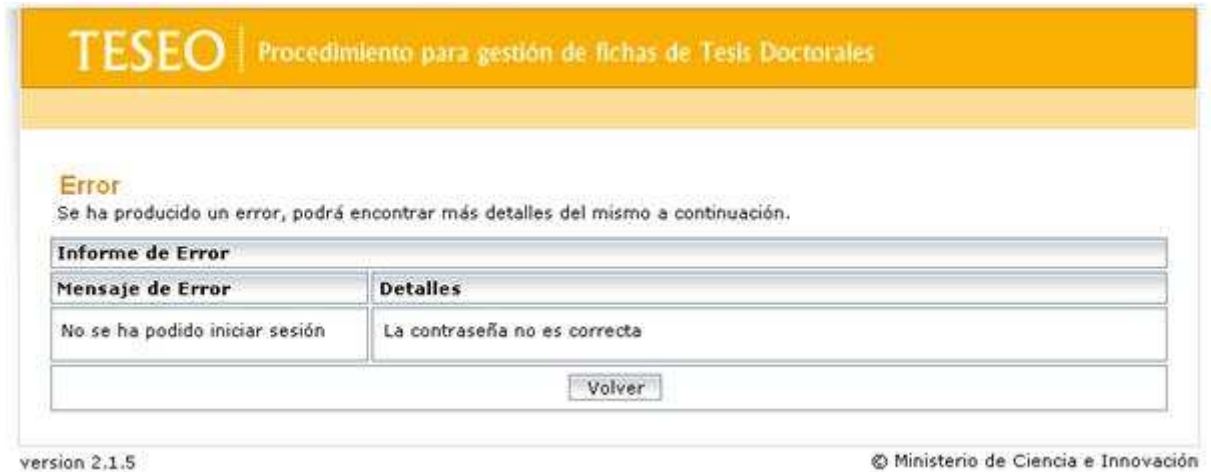 TESEO Procedimiento para gestión de fichas de Tesis Doctorales
Error
Se ha producido un error, podrá encontrar más detalles del mismo a continuación.
Informe de Error
Mensaje de Error Detalles
No se ha podido iniciar sesión La contraseña no es correcta
Volver
version 2.1.5 © Ministerio de Ciencia e Innovación